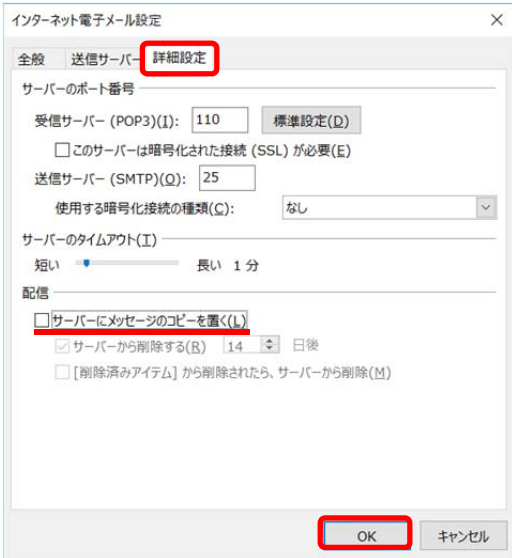 インターネット電子メール設定
全般 送信サーバー 詳細設定
サーバーのポート番号
受信サーバー (POP3)(I): 110 標準設定(D)
このサーバーは暗号化された接続 (SSL) が必要(E)
送信サーバー (SMTP)(O): 25
使用する暗号化接続の種類(C): なし
サーバーのタイムアウト(T)
短い 長い 1 分
配信
サーバーにメッセージのコピーを置く(L)
サーバーから削除する(R) 14 日後
[削除済みアイテム] から削除されたら、サーバーから削除(M)
OK キャンセル